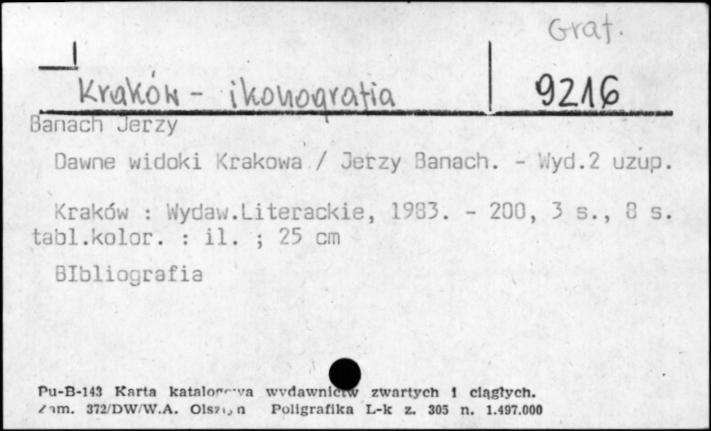 Graf.
Kraków - ikonografia
9216
Banach Jerzy
Dawne widoki Krakowa / Jerzy Banach. - Wyd.2 uzup.
Kraków : Wydaw.Literackie, 1983. - 200, 3 s., 8 s.
tabl.kolor. : il. ; 25 cm
BIbliografia
Pu-B-143 Karta katalogowa wydawnictw zwartych i ciągłych.
Zam. 372/DW/W.A. Olsztyn Poligrafika L-k z. 305 n. 1.497.000